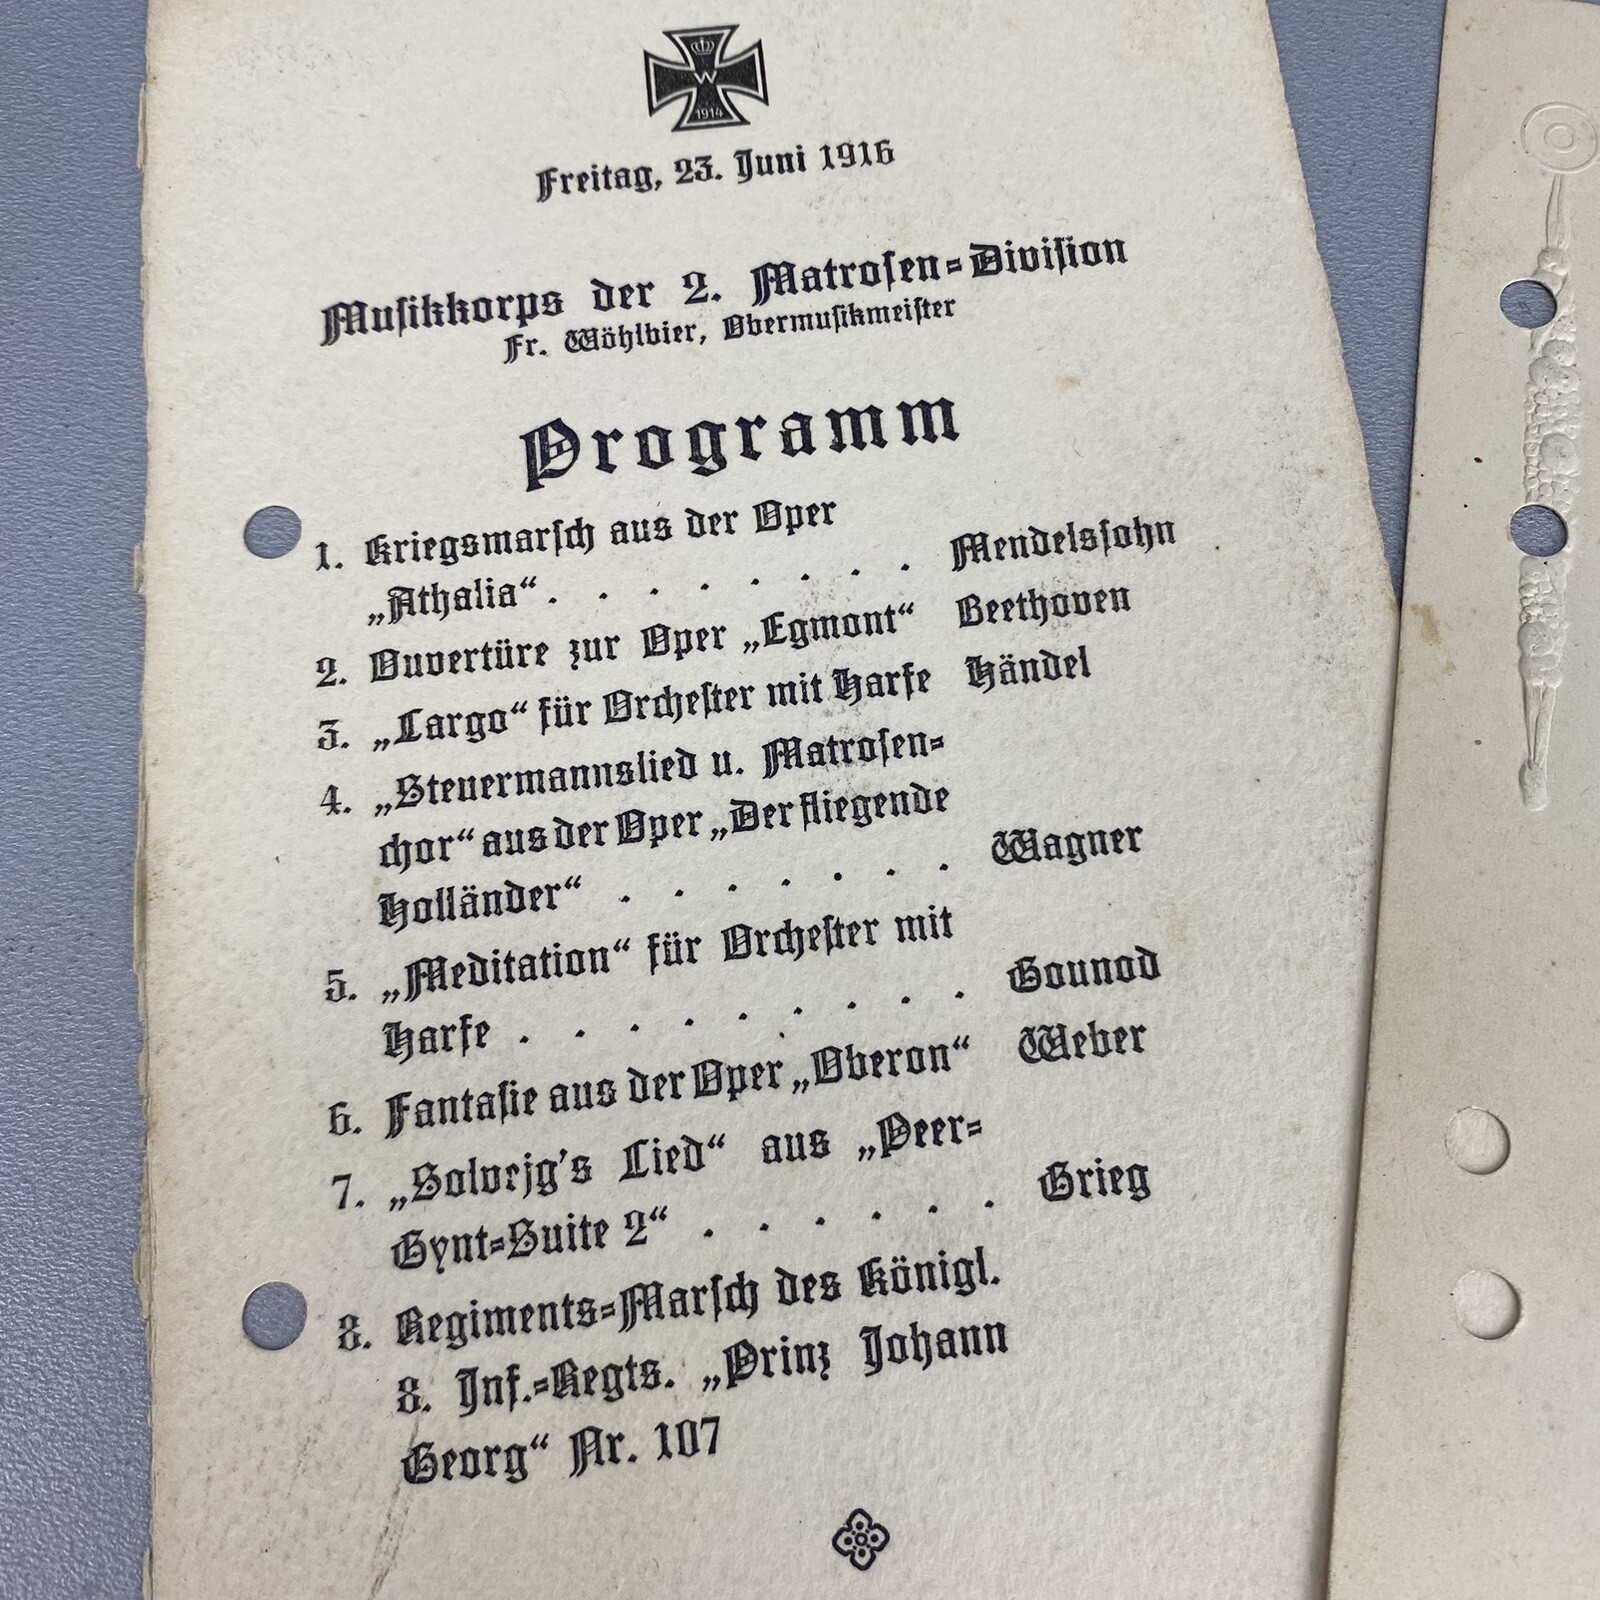 W
1914
Freitag, 23. Juni 1916
Musikkorps der 2. Matrosen=Division
Fr. Wöhlbier, Obermusikmeister
Programm
1. Kriegsmarsch aus der Oper
„Athalia“ . . . . . . . . Mendelssohn
2. Ouvertüre zur Oper „Egmont“ Beethoven
3. „Largo“ für Orchester mit Harfe Händel
4. „Steuermannslied u. Matrosen=
chor“ aus der Oper „Der fliegende
Holländer“ . . . . . . . Wagner
5. „Meditation“ für Orchester mit
Harfe . . . . . . . . . Gounod
6. Fantasie aus der Oper „Oberon“ Weber
7. „Solvejg's Lied“ aus „Peer=
Gynt=Suite 2“ . . . . . . Grieg
8. Regiments=Marsch des Königl.
8. Inf.=Regts. „Prinz Johann
Georg“ Nr. 107